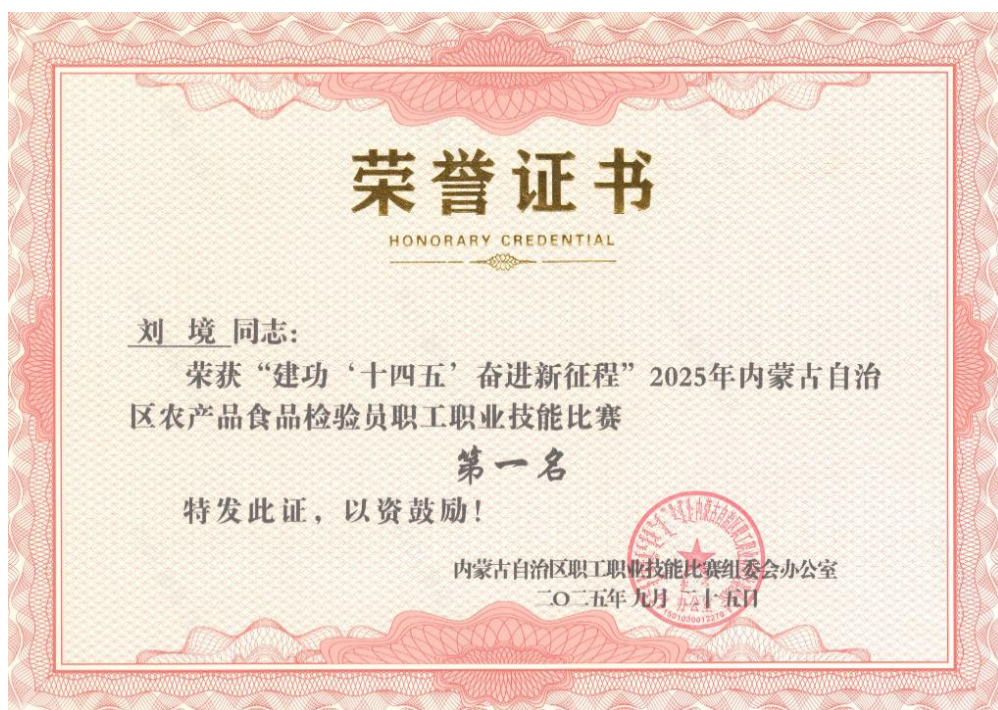 荣誉证书
HONORARY CREDENTIAL
刘 境 同志:
荣获“建功‘十四五’奋进新征程”2025年内蒙古自治
区农产品食品检验员职工职业技能比赛
第一名
特发此证，以资鼓励！
内蒙古自治区职工职业技能比赛组委会办公室
二〇二五年九月二十五日
办公室